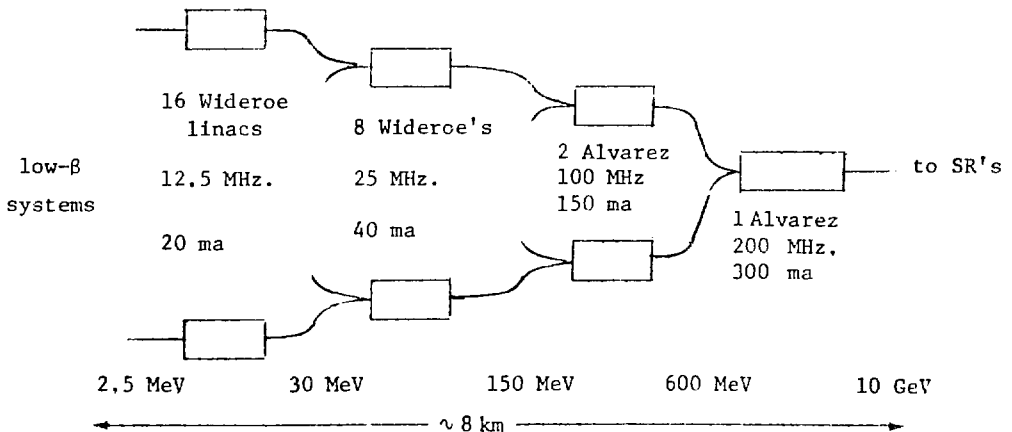 low-β
systems
16 Wideroe
linacs
12.5 MHz.
20 ma
8 Wideroe's
25 MHz.
40 ma
2 Alvarez
100 MHz
150 ma
1 Alvarez
200 MHz.
300 ma
to SR's
2.5 MeV 30 MeV 150 MeV 600 MeV 10 GeV
~ 8 km